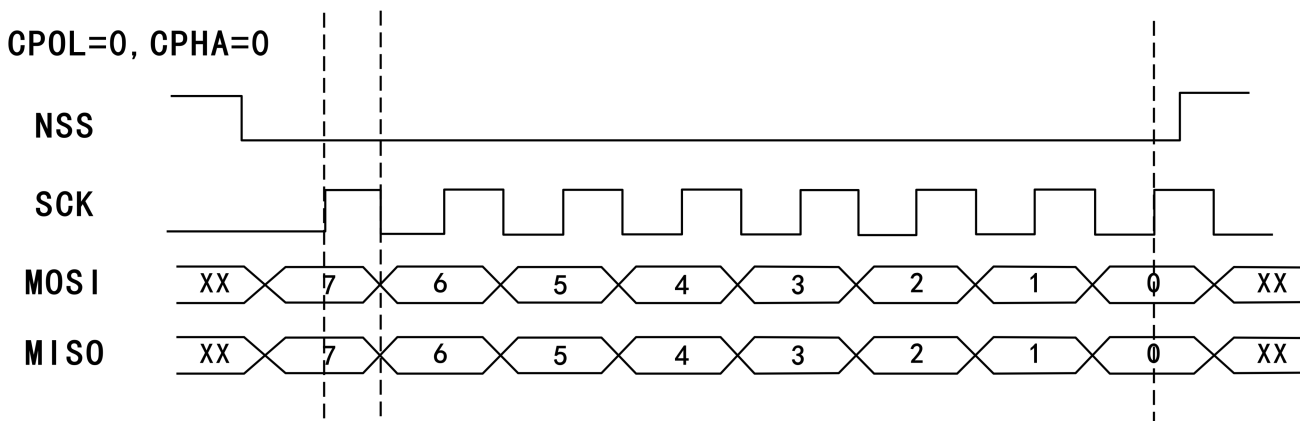 CPOL=0, CPHA=0
NSS
SCK
MOSI XX 7 6 5 4 3 2 1 0 XX
MISO XX 7 6 5 4 3 2 1 0 XX